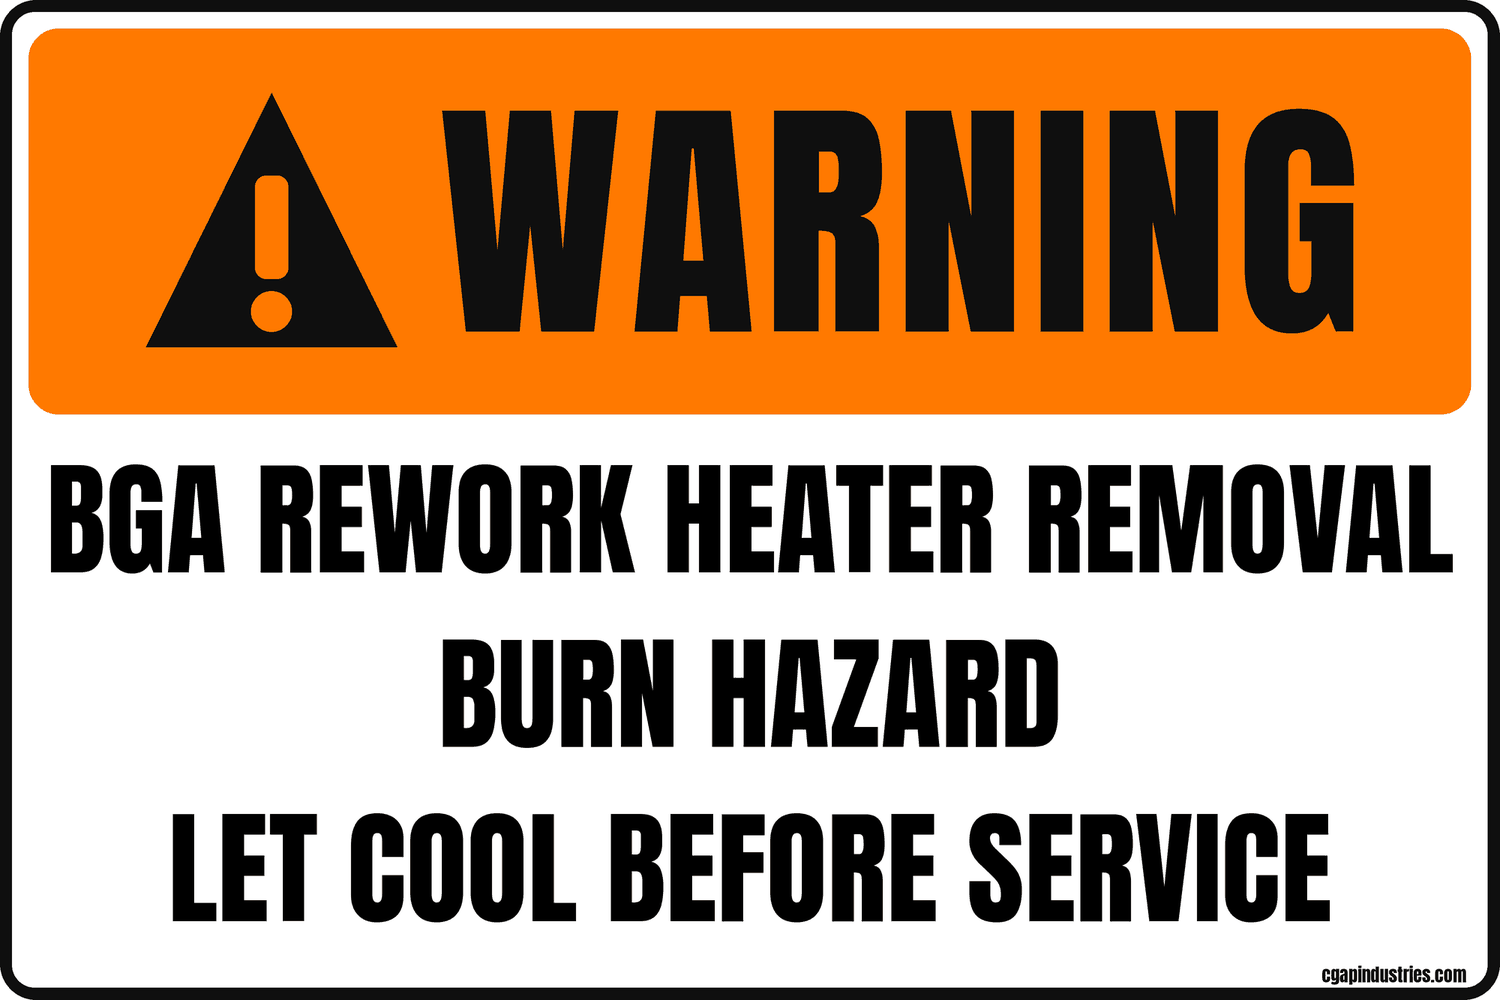 WARNING
BGA REWORK HEATER REMOVAL
BURN HAZARD
LET COOL BEFORE SERVICE
cgapindustries.com